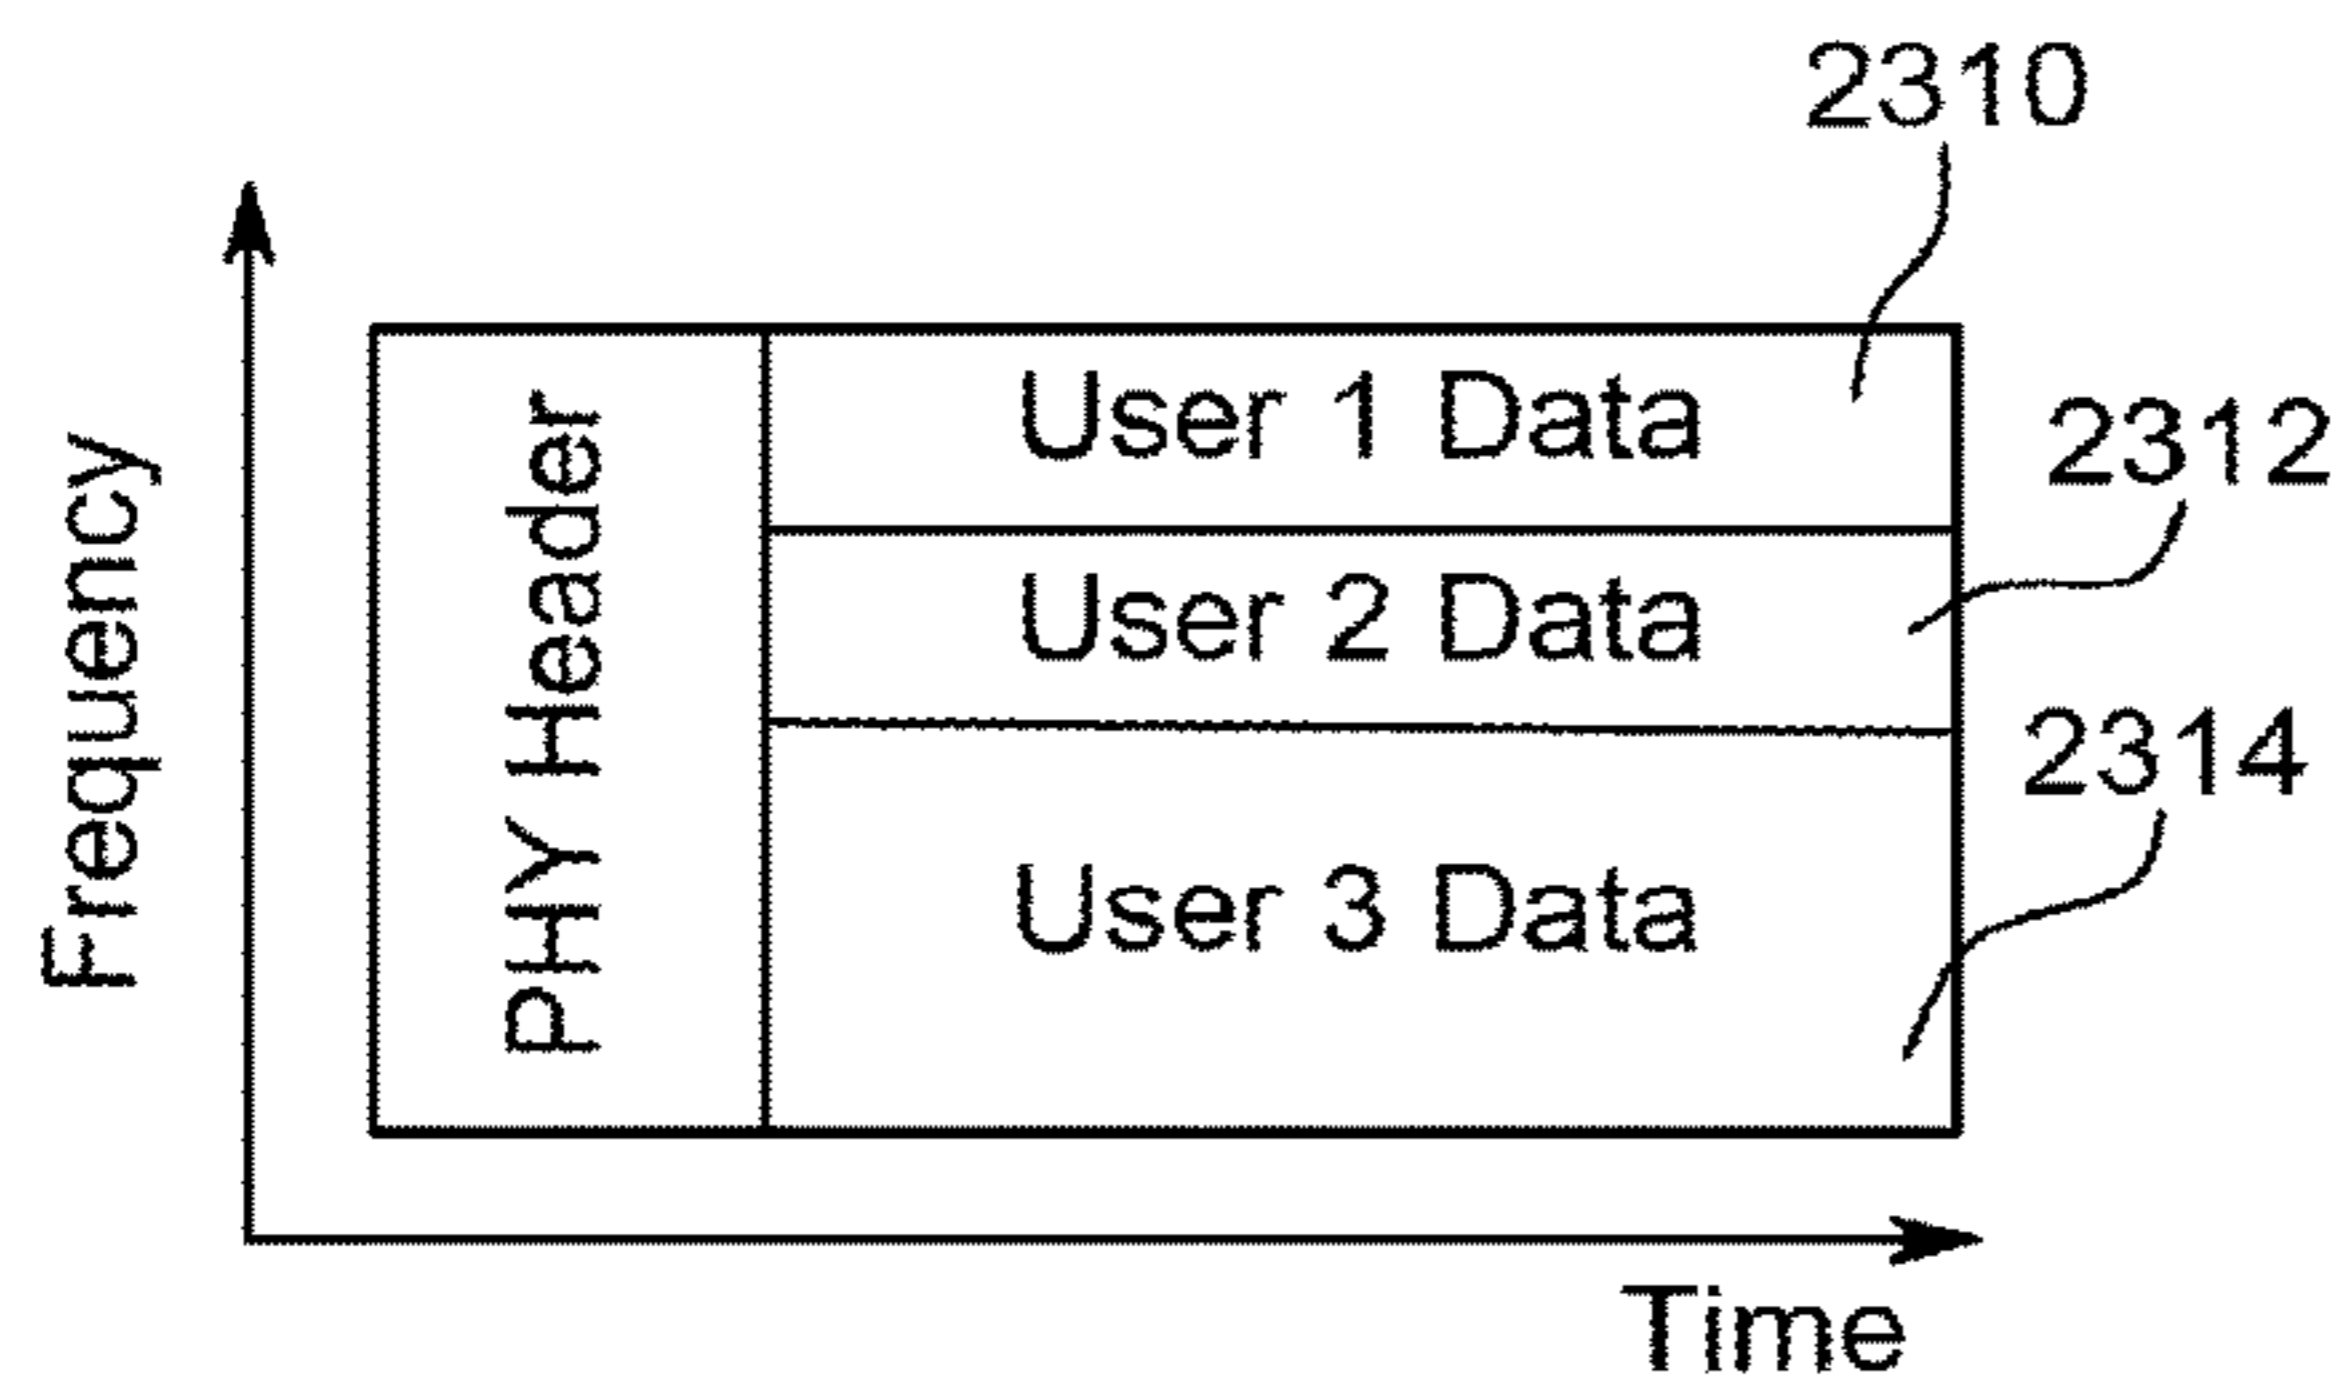 2310
Frequency
PHY Header
User 1 Data
2312
User 2 Data
2314
User 3 Data
Time